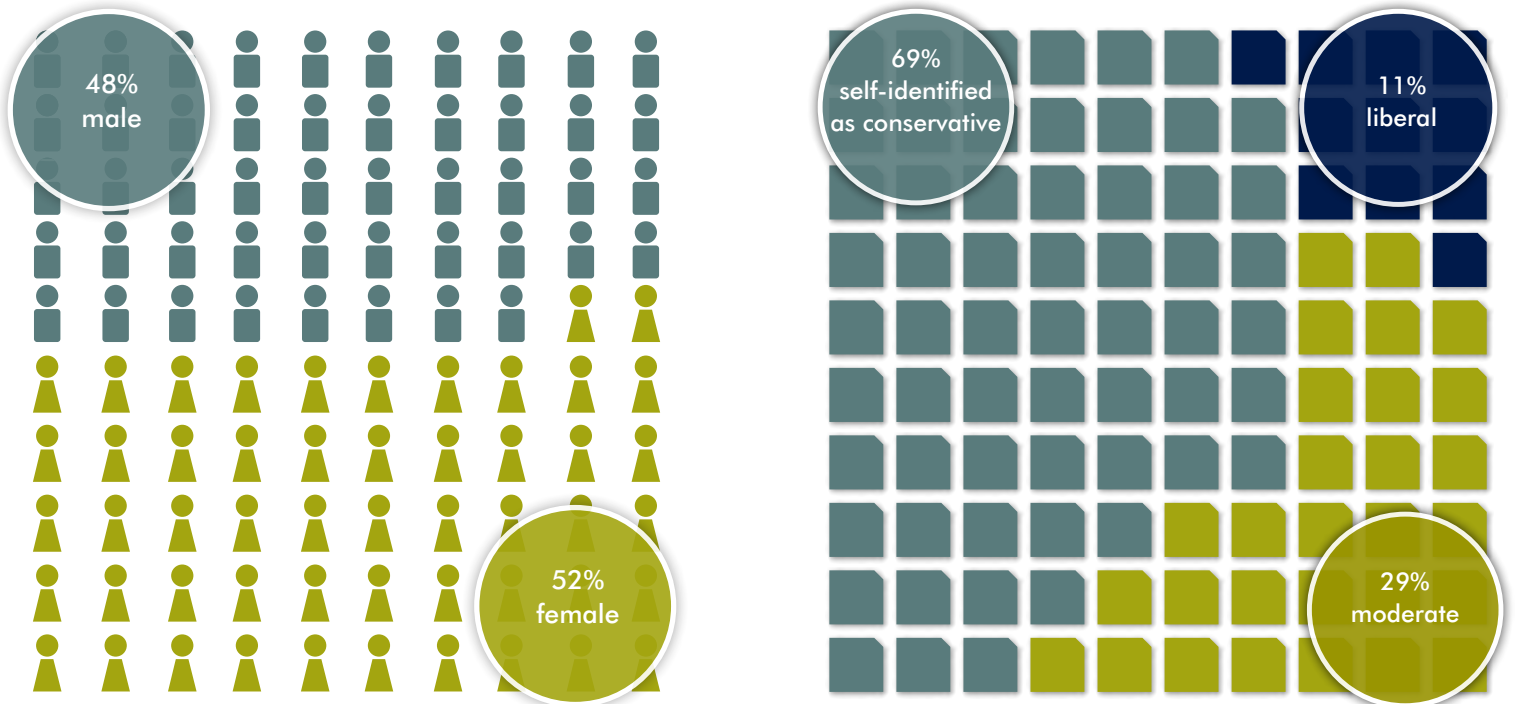 48%
male
52%
female
69%
self-identified
as conservative
11%
liberal
29%
moderate